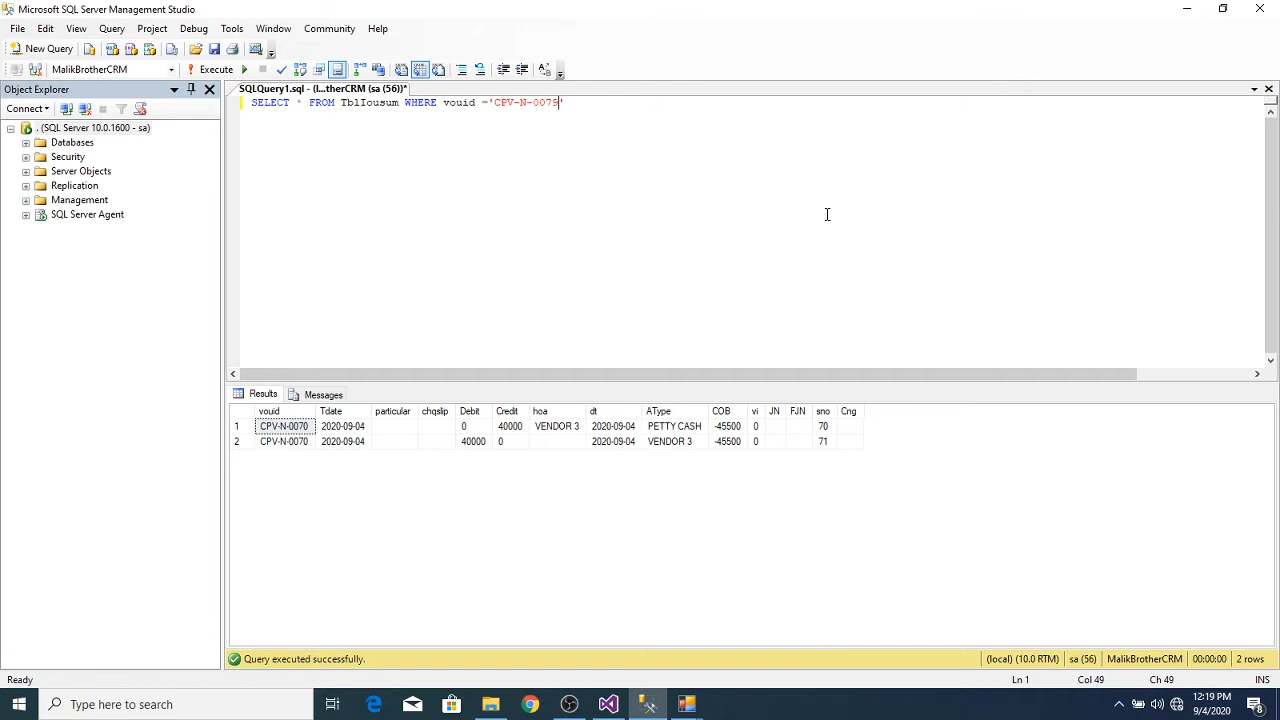 Microsoft SQL Server Management Studio
File Edit View Query Project Debug Tools Window Community Help
New Query
MalikBrotherCRM Execute
Object Explorer
SQLQuery1.sql - (l...therCRM (sa (56))*
Connect
SELECT * FROM TblIousum WHERE vouid ='CPV-N-0079'
. (SQL Server 10.0.1600 - sa)
Databases
Security
Server Objects
Replication
Management
SQL Server Agent
Results Messages
vouid Tdate particular chqslip Debit Credit hoa dt AType COB vi JN FJN sno Cng
1 CPV-N-0070 2020-09-04 0 40000 VENDOR 3 2020-09-04 PETTY CASH -45500 0 70
2 CPV-N-0070 2020-09-04 40000 0 2020-09-04 VENDOR 3 -45500 0 71
Query executed successfully. (local) (10.0 RTM) sa (56) MalikBrotherCRM 00:00:00 2 rows
Ready Ln 1 Col 49 Ch 49 INS
Type here to search
12:19 PM
9/4/2020